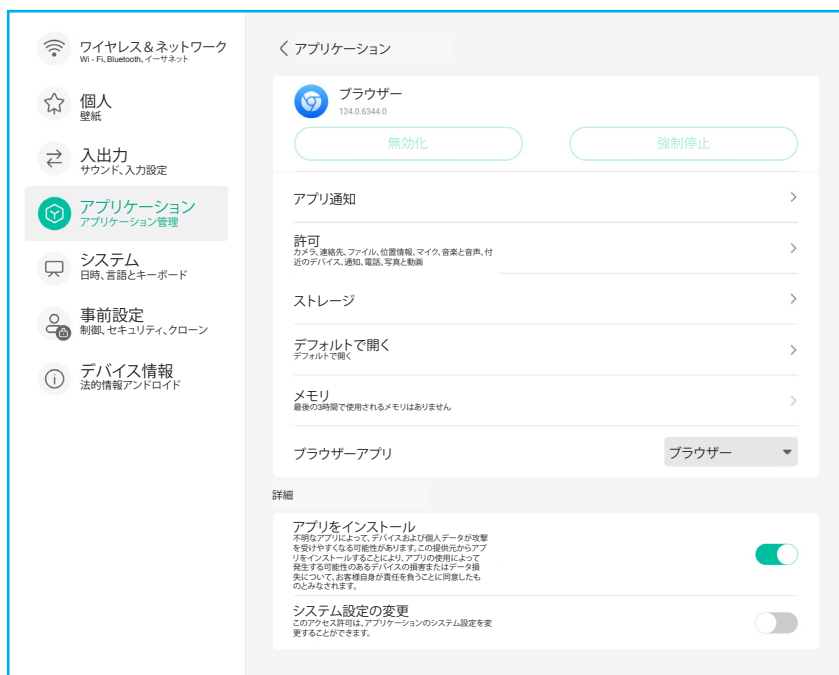 ワイヤレス＆ネットワーク
Wi - Fi、Bluetooth、イーサネット
個人
壁紙
入出力
サウンド、入力設定
アプリケーション
アプリケーション管理
システム
日時、言語とキーボード
事前設定
制御、セキュリティ、クローン
デバイス情報
法的情報アンドロイド
アプリケーション
ブラウザー
124.0.6344.0
無効化
強制停止
アプリ通知
許可
カメラ、連絡先、ファイル、位置情報、マイク、音楽と音声、付
近のデバイス、通知、電話、写真と動画
ストレージ
デフォルトで開く
デフォルトで開く
メモリ
最後の3時間で使用されるメモリはありません
ブラウザーアプリ
ブラウザー
詳細
アプリをインストール
不明なアプリによって、デバイスおよび個人データが攻撃
を受けやすくなる可能性があります。この提供元からアプ
リをインストールすることにより、アプリの使用によって
発生する可能性のあるデバイスの損害またはデータ損
失について、お客様自身が責任を負うことに同意したも
のとみなされます。
システム設定の変更
このアクセス許可は、アプリケーションのシステム設定を変
更することができます。